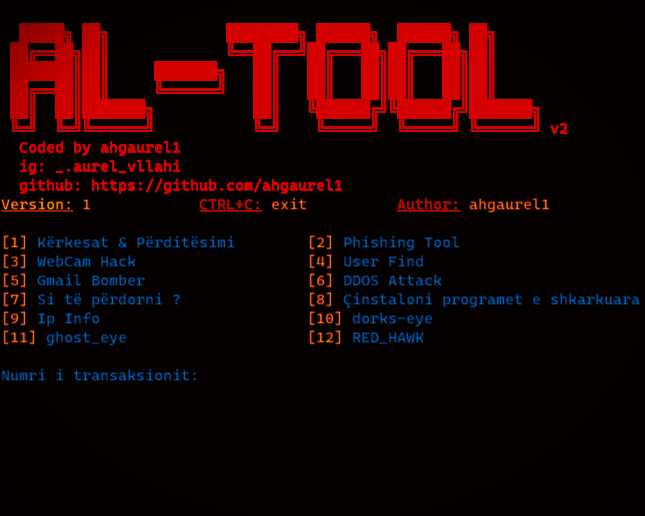 AL-TOOL v2
Coded by ahgaurel1
ig: _.aurel_vllahi
github: https://github.com/ahgaurel1
Version: 1 CTRL+C: exit Author: ahgaurel1
[1] Kërkesat & Përditësimi [2] Phishing Tool
[3] WebCam Hack [4] User Find
[5] Gmail Bomber [6] DDOS Attack
[7] Si të përdorni ? [8] Çinstaloni programet e shkarkuara
[9] Ip Info [10] dorks-eye
[11] ghost_eye [12] RED_HAWK
Numri i transaksionit: